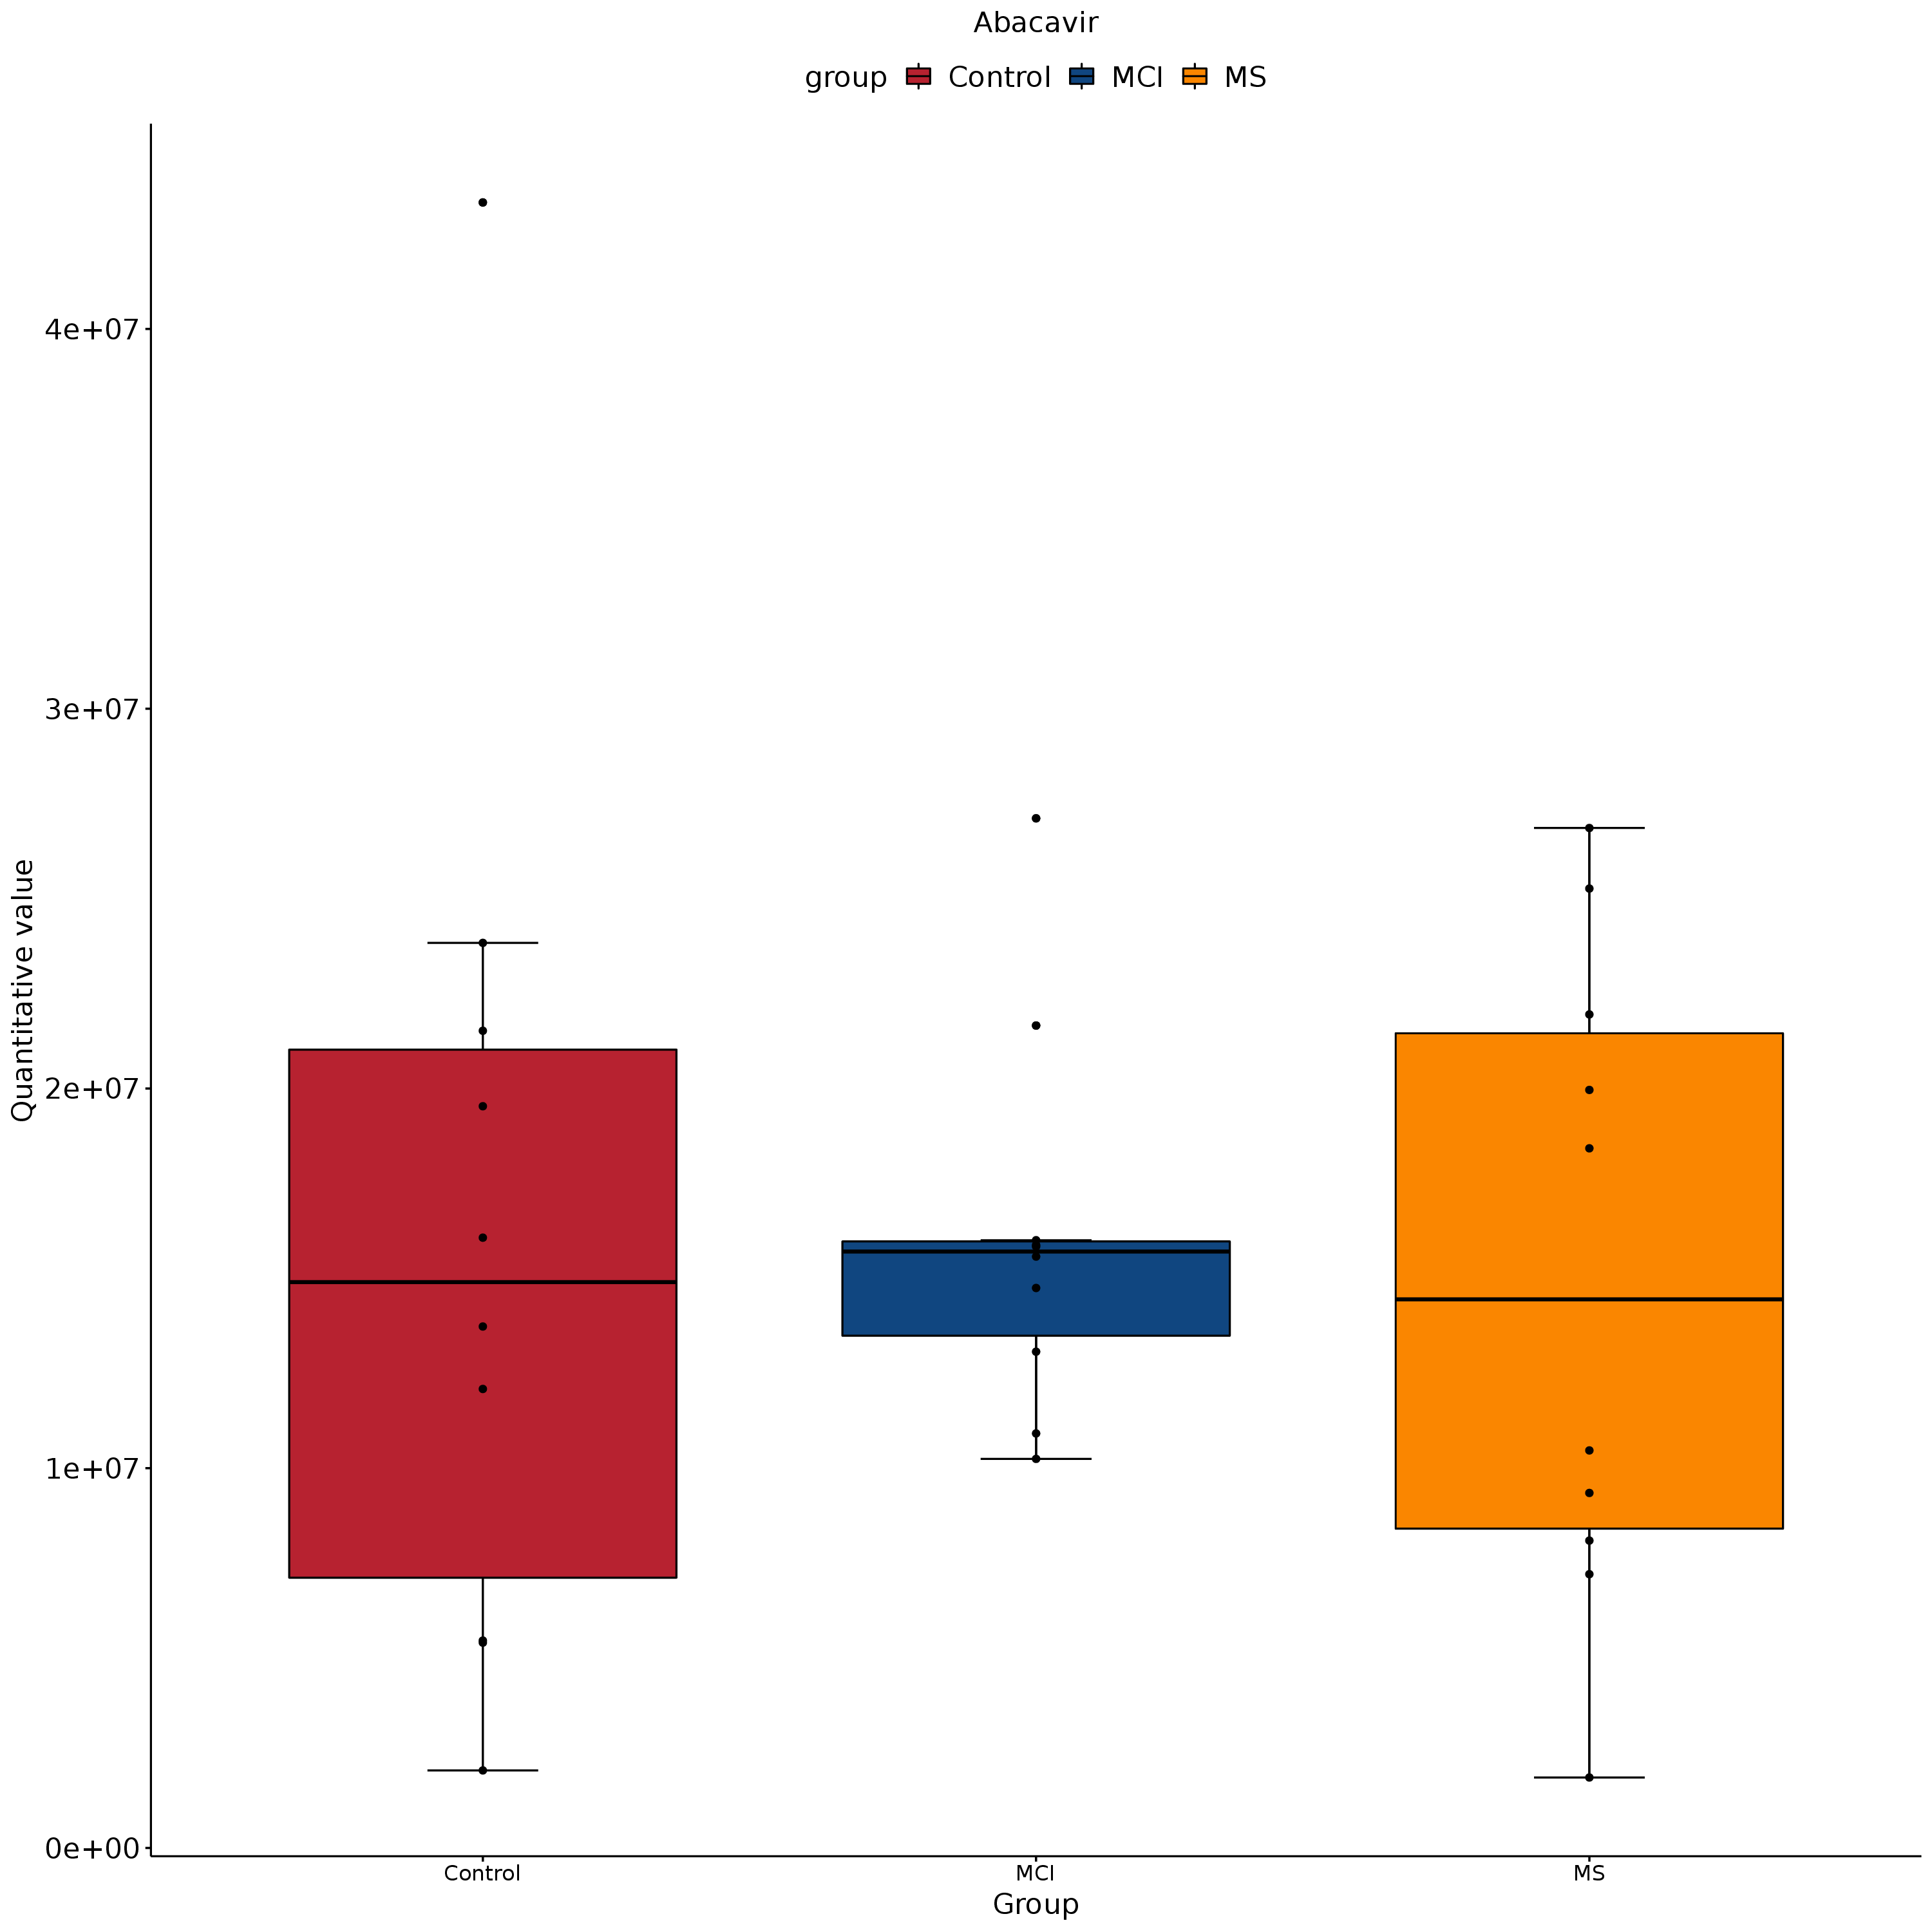 Abacavir
group Control MCI MS
Quantitative value
4e+07
3e+07
2e+07
1e+07
0e+00
Control MCI MS
Group